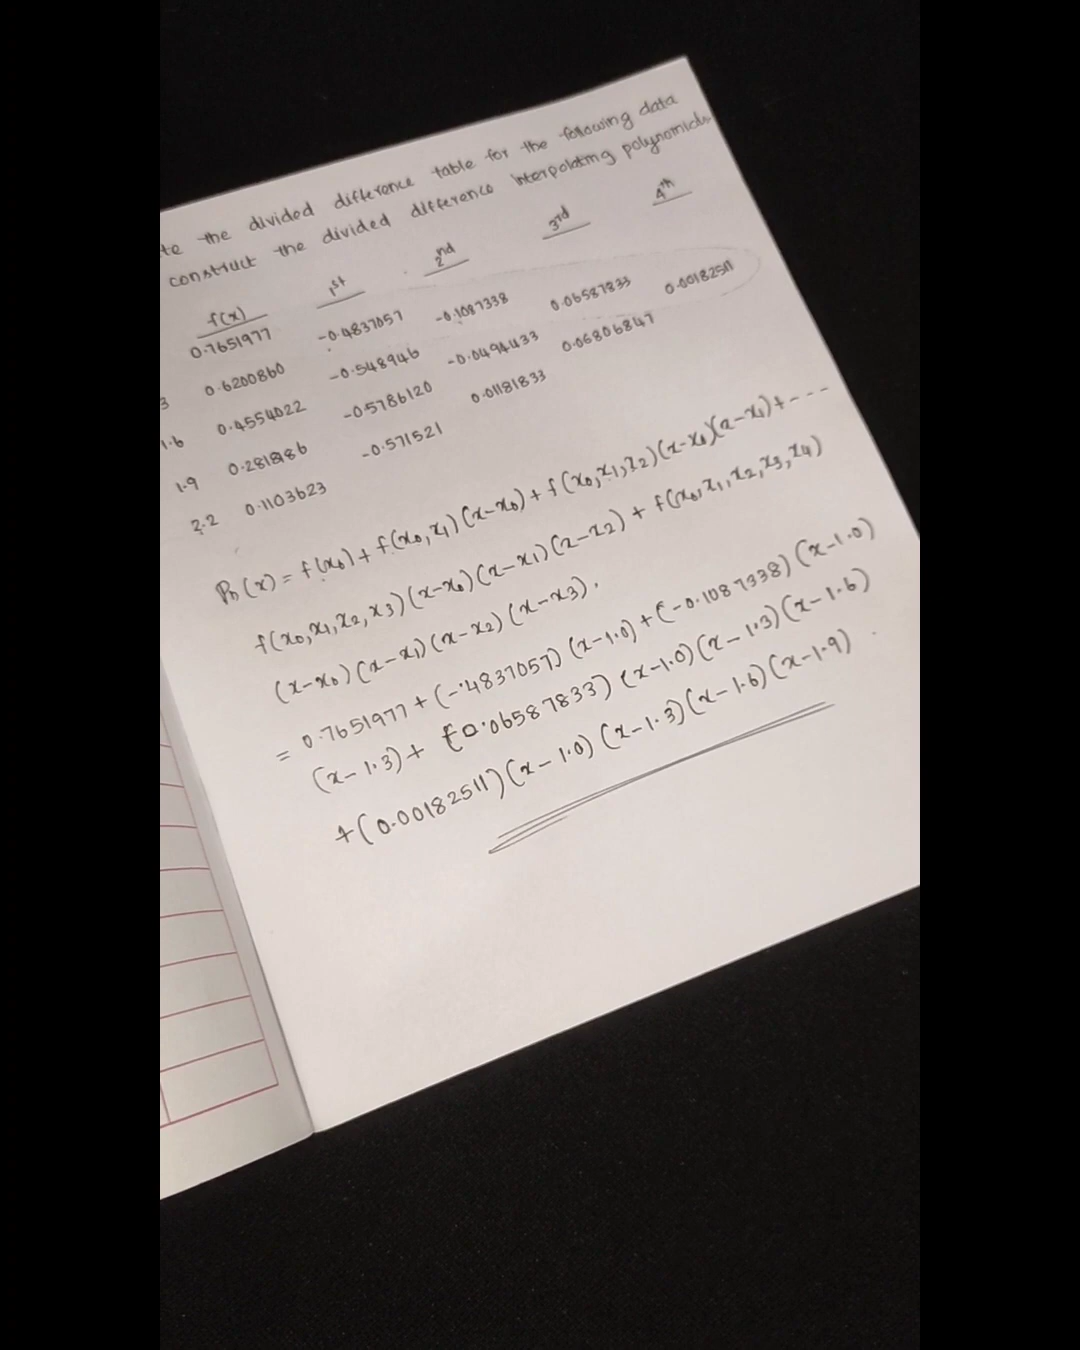 te the divided difference table for the following data
construct the divided difference interpolating polynomials
f(x) 1st 2nd 3rd 4th
0.7651977 -0.4837057 -0.1087338 0.06587833 0.00182511
3 0.6200860 -0.548946 -0.0494433 0.06806847
1.6 0.4554022 -0.5786120 0.01181833
1.9 0.2818186 -0.571521
2.2 0.1103623
Pn(x) = f(x0) + f(x0, x1) (x-x0) + f(x0, x1, x2) (x-x0)(x-x1) + ---
f(x0, x1, x2, x3) (x-x0) (x-x1) (x-x2) + f(x0, x1, x2, x3, x4)
(x-x0) (x-x1) (x-x2) (x-x3).
= 0.7651977 + (-.4837057) (x-1.0) + (-0.1087338) (x-1.0)
(x-1.3) + (0.06587833) (x-1.0) (x-1.3) (x-1.6)
+ (0.00182511) (x-1.0) (x-1.3) (x-1.6) (x-1.9)